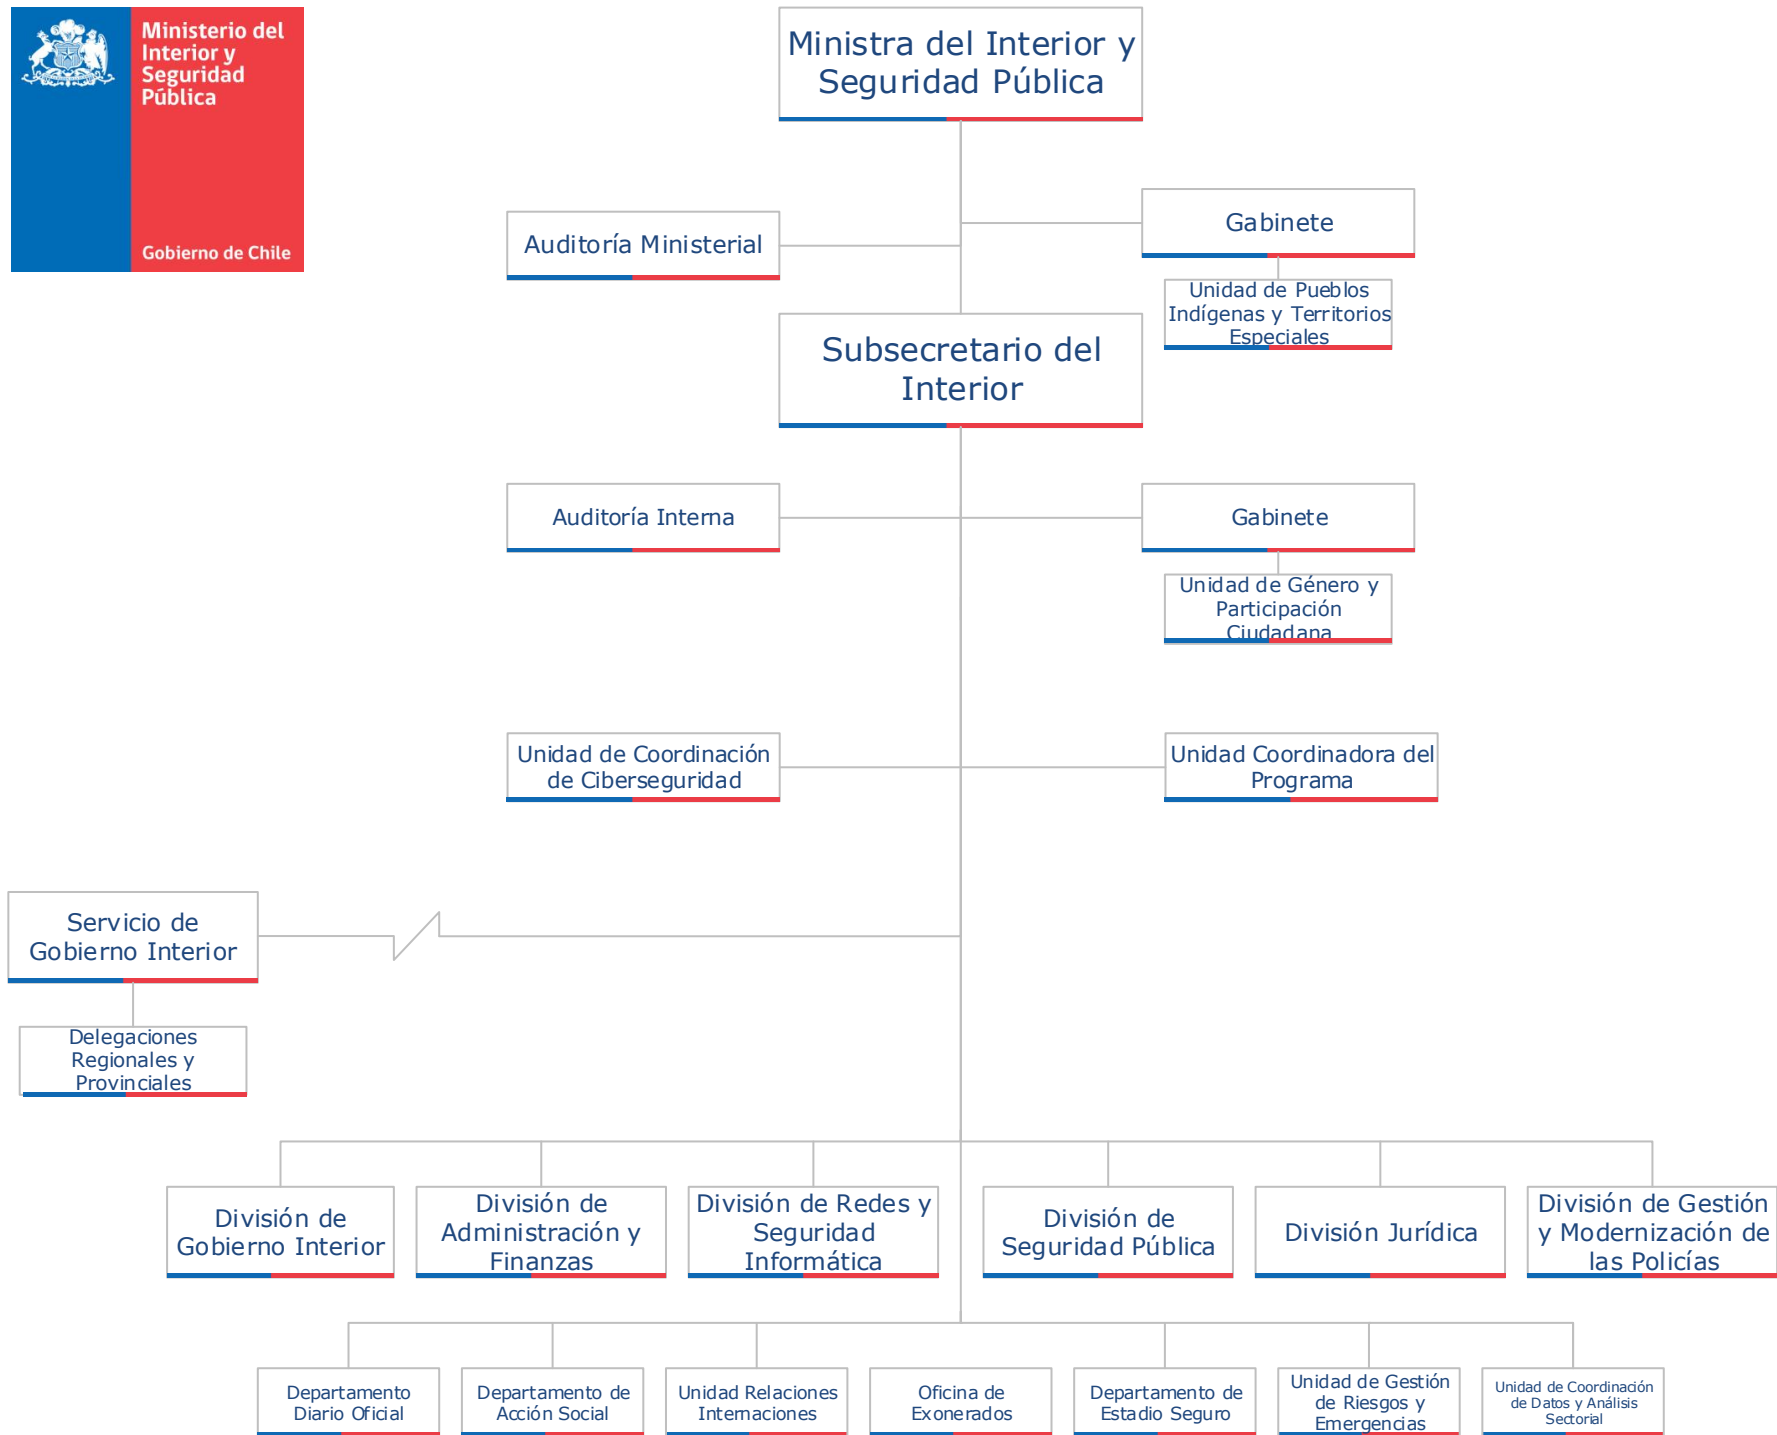 Ministerio del
Interior y
Seguridad
Pública
Gobierno de Chile
Ministra del Interior y
Seguridad Pública
Auditoría Ministerial
Gabinete
Unidad de Pueblos
Indígenas y Territorios
Especiales
Subsecretario del
Interior
Auditoría Interna
Gabinete
Unidad de Género y
Participación
Ciudadana
Unidad de Coordinación
de Ciberseguridad
Unidad Coordinadora del
Programa
Servicio de
Gobierno Interior
Delegaciones
Regionales y
Provinciales
División de
Gobierno Interior
División de
Administración y
Finanzas
División de Redes y
Seguridad
Informática
División de
Seguridad Pública
División Jurídica
División de Gestión
y Modernización de
las Policías
Departamento
Diario Oficial
Departamento de
Acción Social
Unidad Relaciones
Internaciones
Oficina de
Exonerados
Departamento de
Estadio Seguro
Unidad de Gestión
de Riesgos y
Emergencias
Unidad de Coordinación
de Datos y Análisis
Sectorial